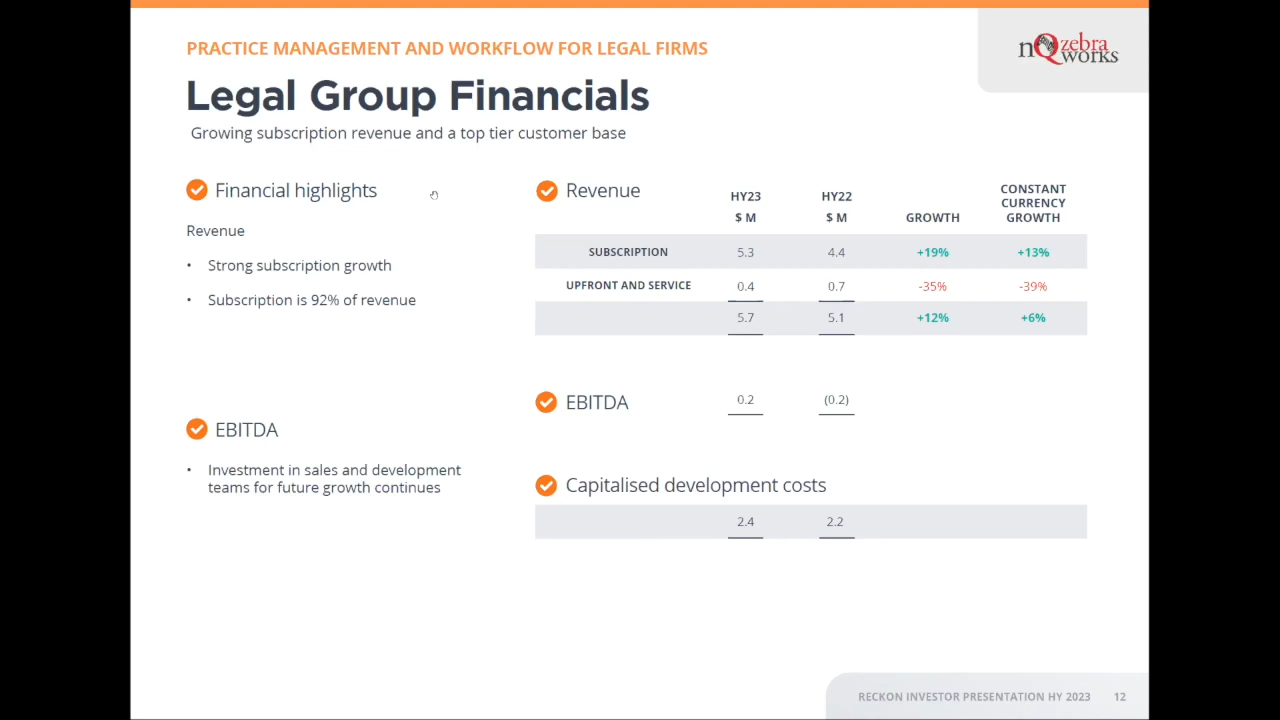 PRACTICE MANAGEMENT AND WORKFLOW FOR LEGAL FIRMS
nQ zebra works
Legal Group Financials
Growing subscription revenue and a top tier customer base
Financial highlights
Revenue
• Strong subscription growth
• Subscription is 92% of revenue
EBITDA
• Investment in sales and development
teams for future growth continues
Revenue
HY23 $ M
HY22 $ M
GROWTH
CONSTANT CURRENCY GROWTH
SUBSCRIPTION 5.3 4.4 +19% +13%
UPFRONT AND SERVICE 0.4 0.7 -35% -39%
5.7 5.1 +12% +6%
EBITDA 0.2 (0.2)
Capitalised development costs
2.4 2.2
RECKON INVESTOR PRESENTATION HY 2023 12